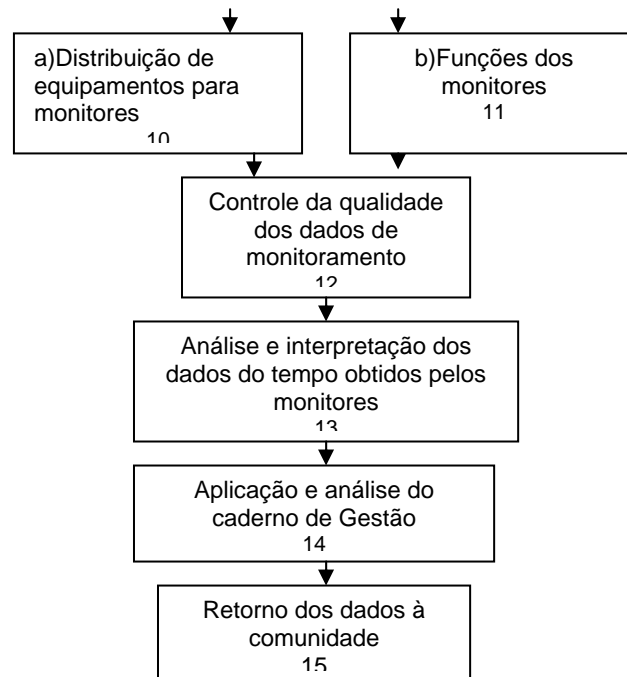 a)Distribuição de
equipamentos para
monitores
10
b)Funções dos
monitores
11
Controle da qualidade
dos dados de
monitoramento
12
Análise e interpretação dos
dados do tempo obtidos pelos
monitores
13
Aplicação e análise do
caderno de Gestão
14
Retorno dos dados à
comunidade
15